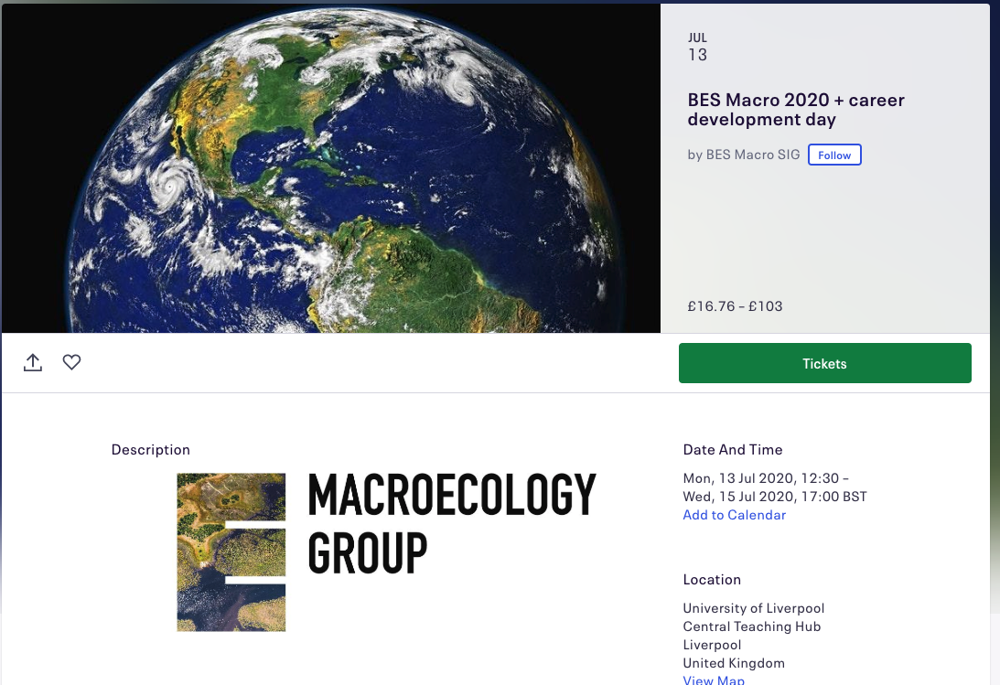 JUL
13
BES Macro 2020 + career
development day
by BES Macro SIG Follow
£16.76 – £103
Tickets
Description
MACROECOLOGY
GROUP
Date And Time
Mon, 13 Jul 2020, 12:30 –
Wed, 15 Jul 2020, 17:00 BST
Add to Calendar
Location
University of Liverpool
Central Teaching Hub
Liverpool
United Kingdom
View Map